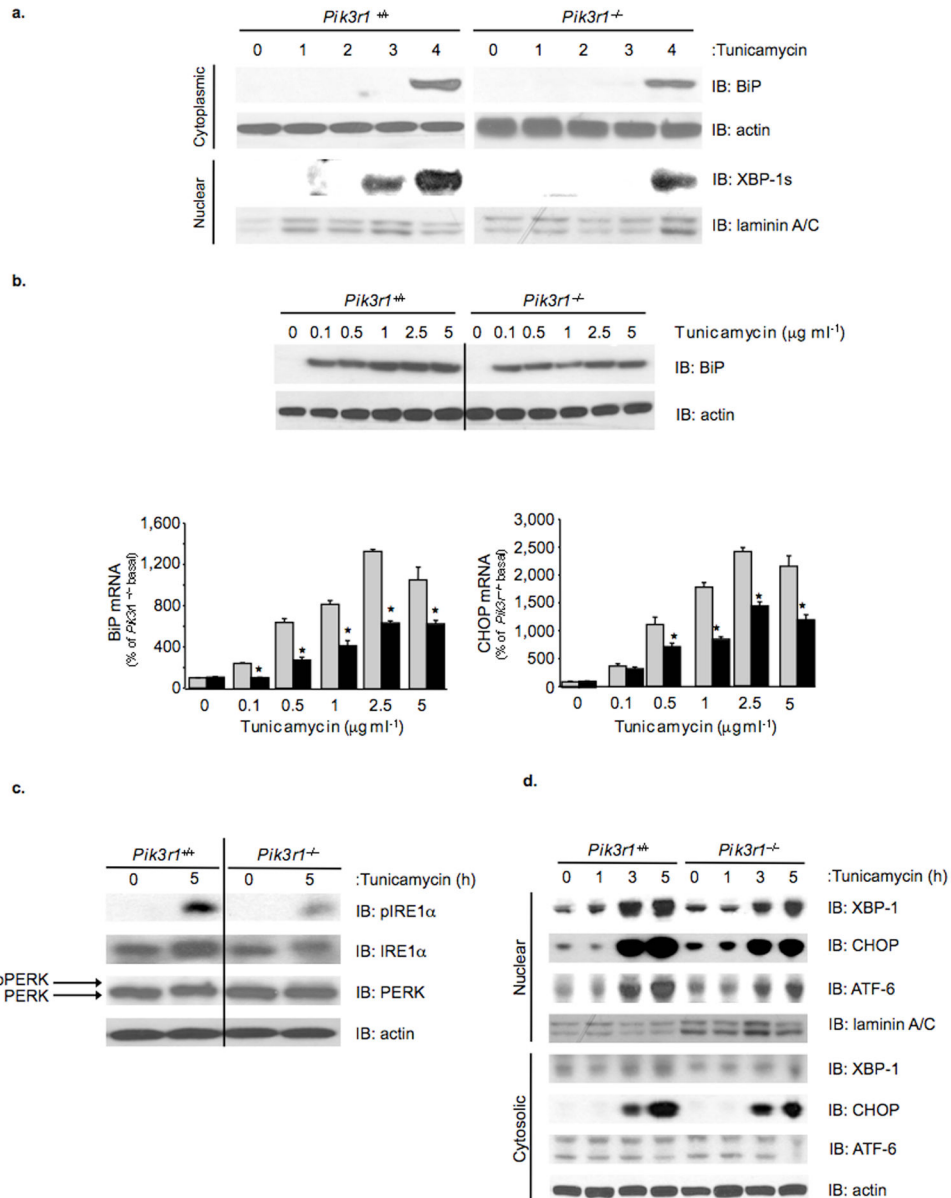 a.
Pik3r1 +/+ Pik3r1−/−
0 1 2 3 4 0 1 2 3 4 :Tunicamycin
Cytoplasmic
IB: BiP
IB: actin
Nuclear
IB: XBP-1s
IB: laminin A/C
b.
Pik3r1+/+ Pik3r1−/−
0 0.1 0.5 1 2.5 5 0 0.1 0.5 1 2.5 5 Tunicamycin (µg ml-1)
IB: BiP
IB: actin
BiP mRNA
(% of Pik3r1 −/− basal)
1,600
1,200
800
400
0
* * * * *
0 0.1 0.5 1 2.5 5
Tunicamycin (µg ml-1)
CHOP mRNA
(% of Pik3r−/− basal)
3,000
2,500
2,000
1,500
1,000
500
0
* * * *
0 0.1 0.5 1 2.5 5
Tunicamycin (µg ml-1)
c.
Pik3r1+/+ Pik3r1−/−
0 5 0 5 :Tunicamycin (h)
IB: pIRE1α
IB: IRE1α
pPERK
PERK
IB: PERK
IB: actin
d.
Pik3r1+/+ Pik3r1−/−
0 1 3 5 0 1 3 5 :Tunicamycin (h)
Nuclear
IB: XBP-1
IB: CHOP
IB: ATF-6
IB: laminin A/C
Cytosolic
IB: XBP-1
IB: CHOP
IB: ATF-6
IB: actin